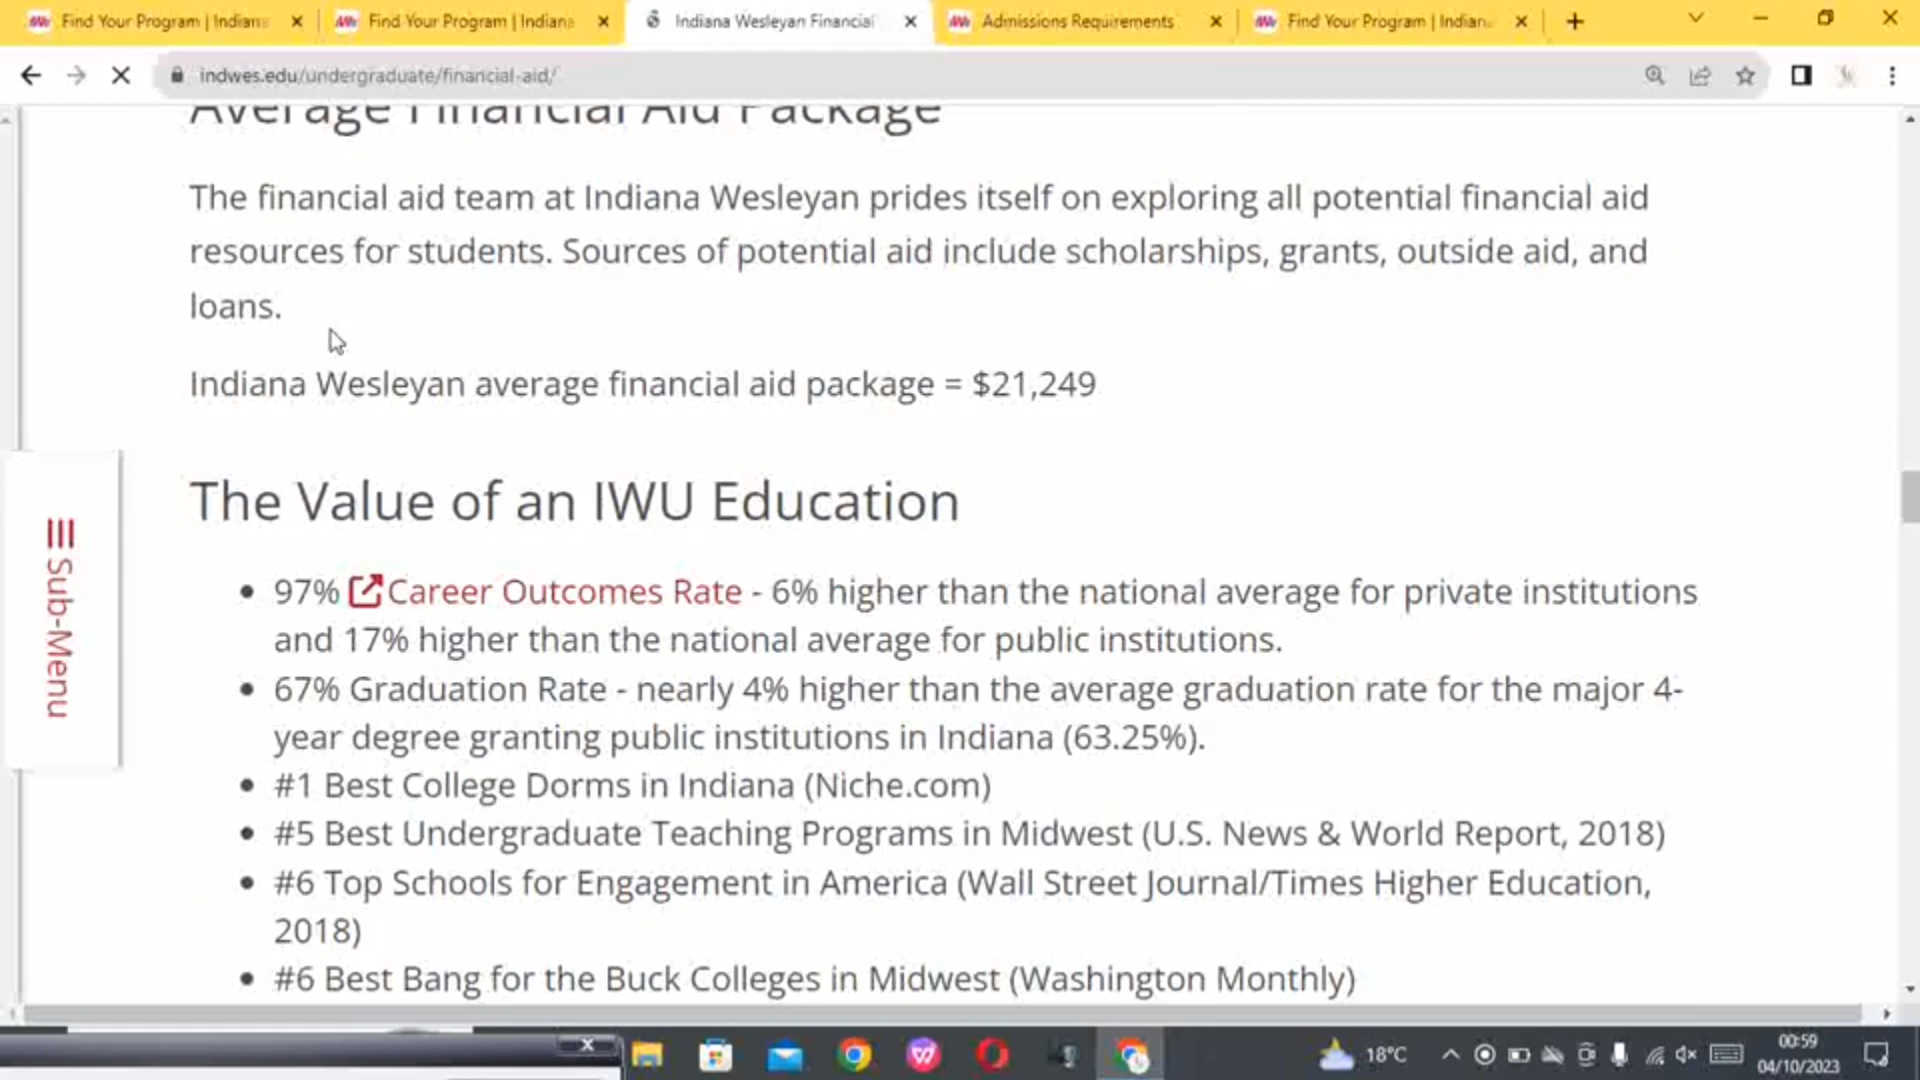 Find Your Program | Indiana
Find Your Program | Indiana
Indiana Wesleyan Financial
Admissions Requirements
Find Your Program | Indian
indwes.edu/undergraduate/financial-aid/
Average Financial Aid Package
The financial aid team at Indiana Wesleyan prides itself on exploring all potential financial aid
resources for students. Sources of potential aid include scholarships, grants, outside aid, and
loans.
Indiana Wesleyan average financial aid package = $21,249
Sub-Menu
The Value of an IWU Education
• 97% Career Outcomes Rate - 6% higher than the national average for private institutions
and 17% higher than the national average for public institutions.
• 67% Graduation Rate - nearly 4% higher than the average graduation rate for the major 4-
year degree granting public institutions in Indiana (63.25%).
• #1 Best College Dorms in Indiana (Niche.com)
• #5 Best Undergraduate Teaching Programs in Midwest (U.S. News & World Report, 2018)
• #6 Top Schools for Engagement in America (Wall Street Journal/Times Higher Education,
2018)
• #6 Best Bang for the Buck Colleges in Midwest (Washington Monthly)
18°C
00:59
04/10/2023